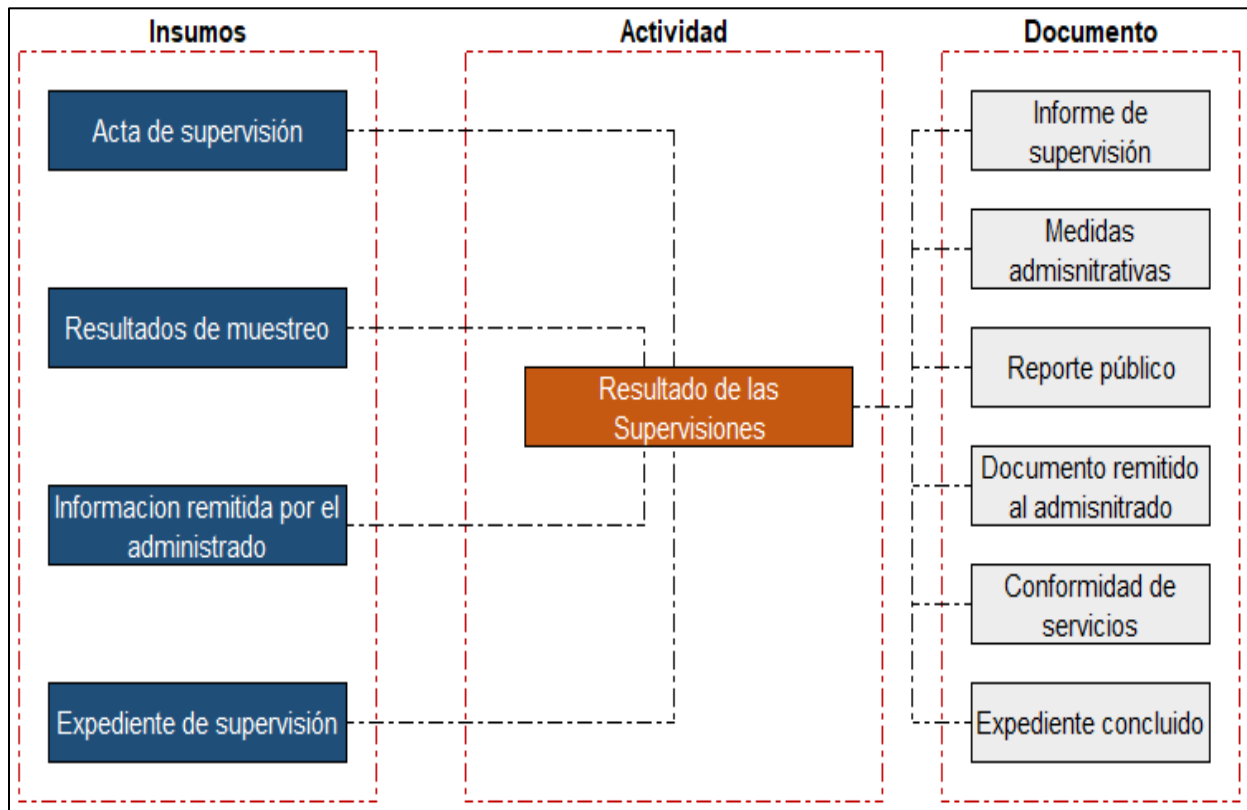 Insumos
Acta de supervisión
Resultados de muestreo
Informacion remitida por el
administrado
Expediente de supervisión
Actividad
Resultado de las
Supervisiones
Documento
Informe de
supervisión
Medidas
admisnitrativas
Reporte público
Documento remitido
al admisnitrado
Conformidad de
servicios
Expediente concluido